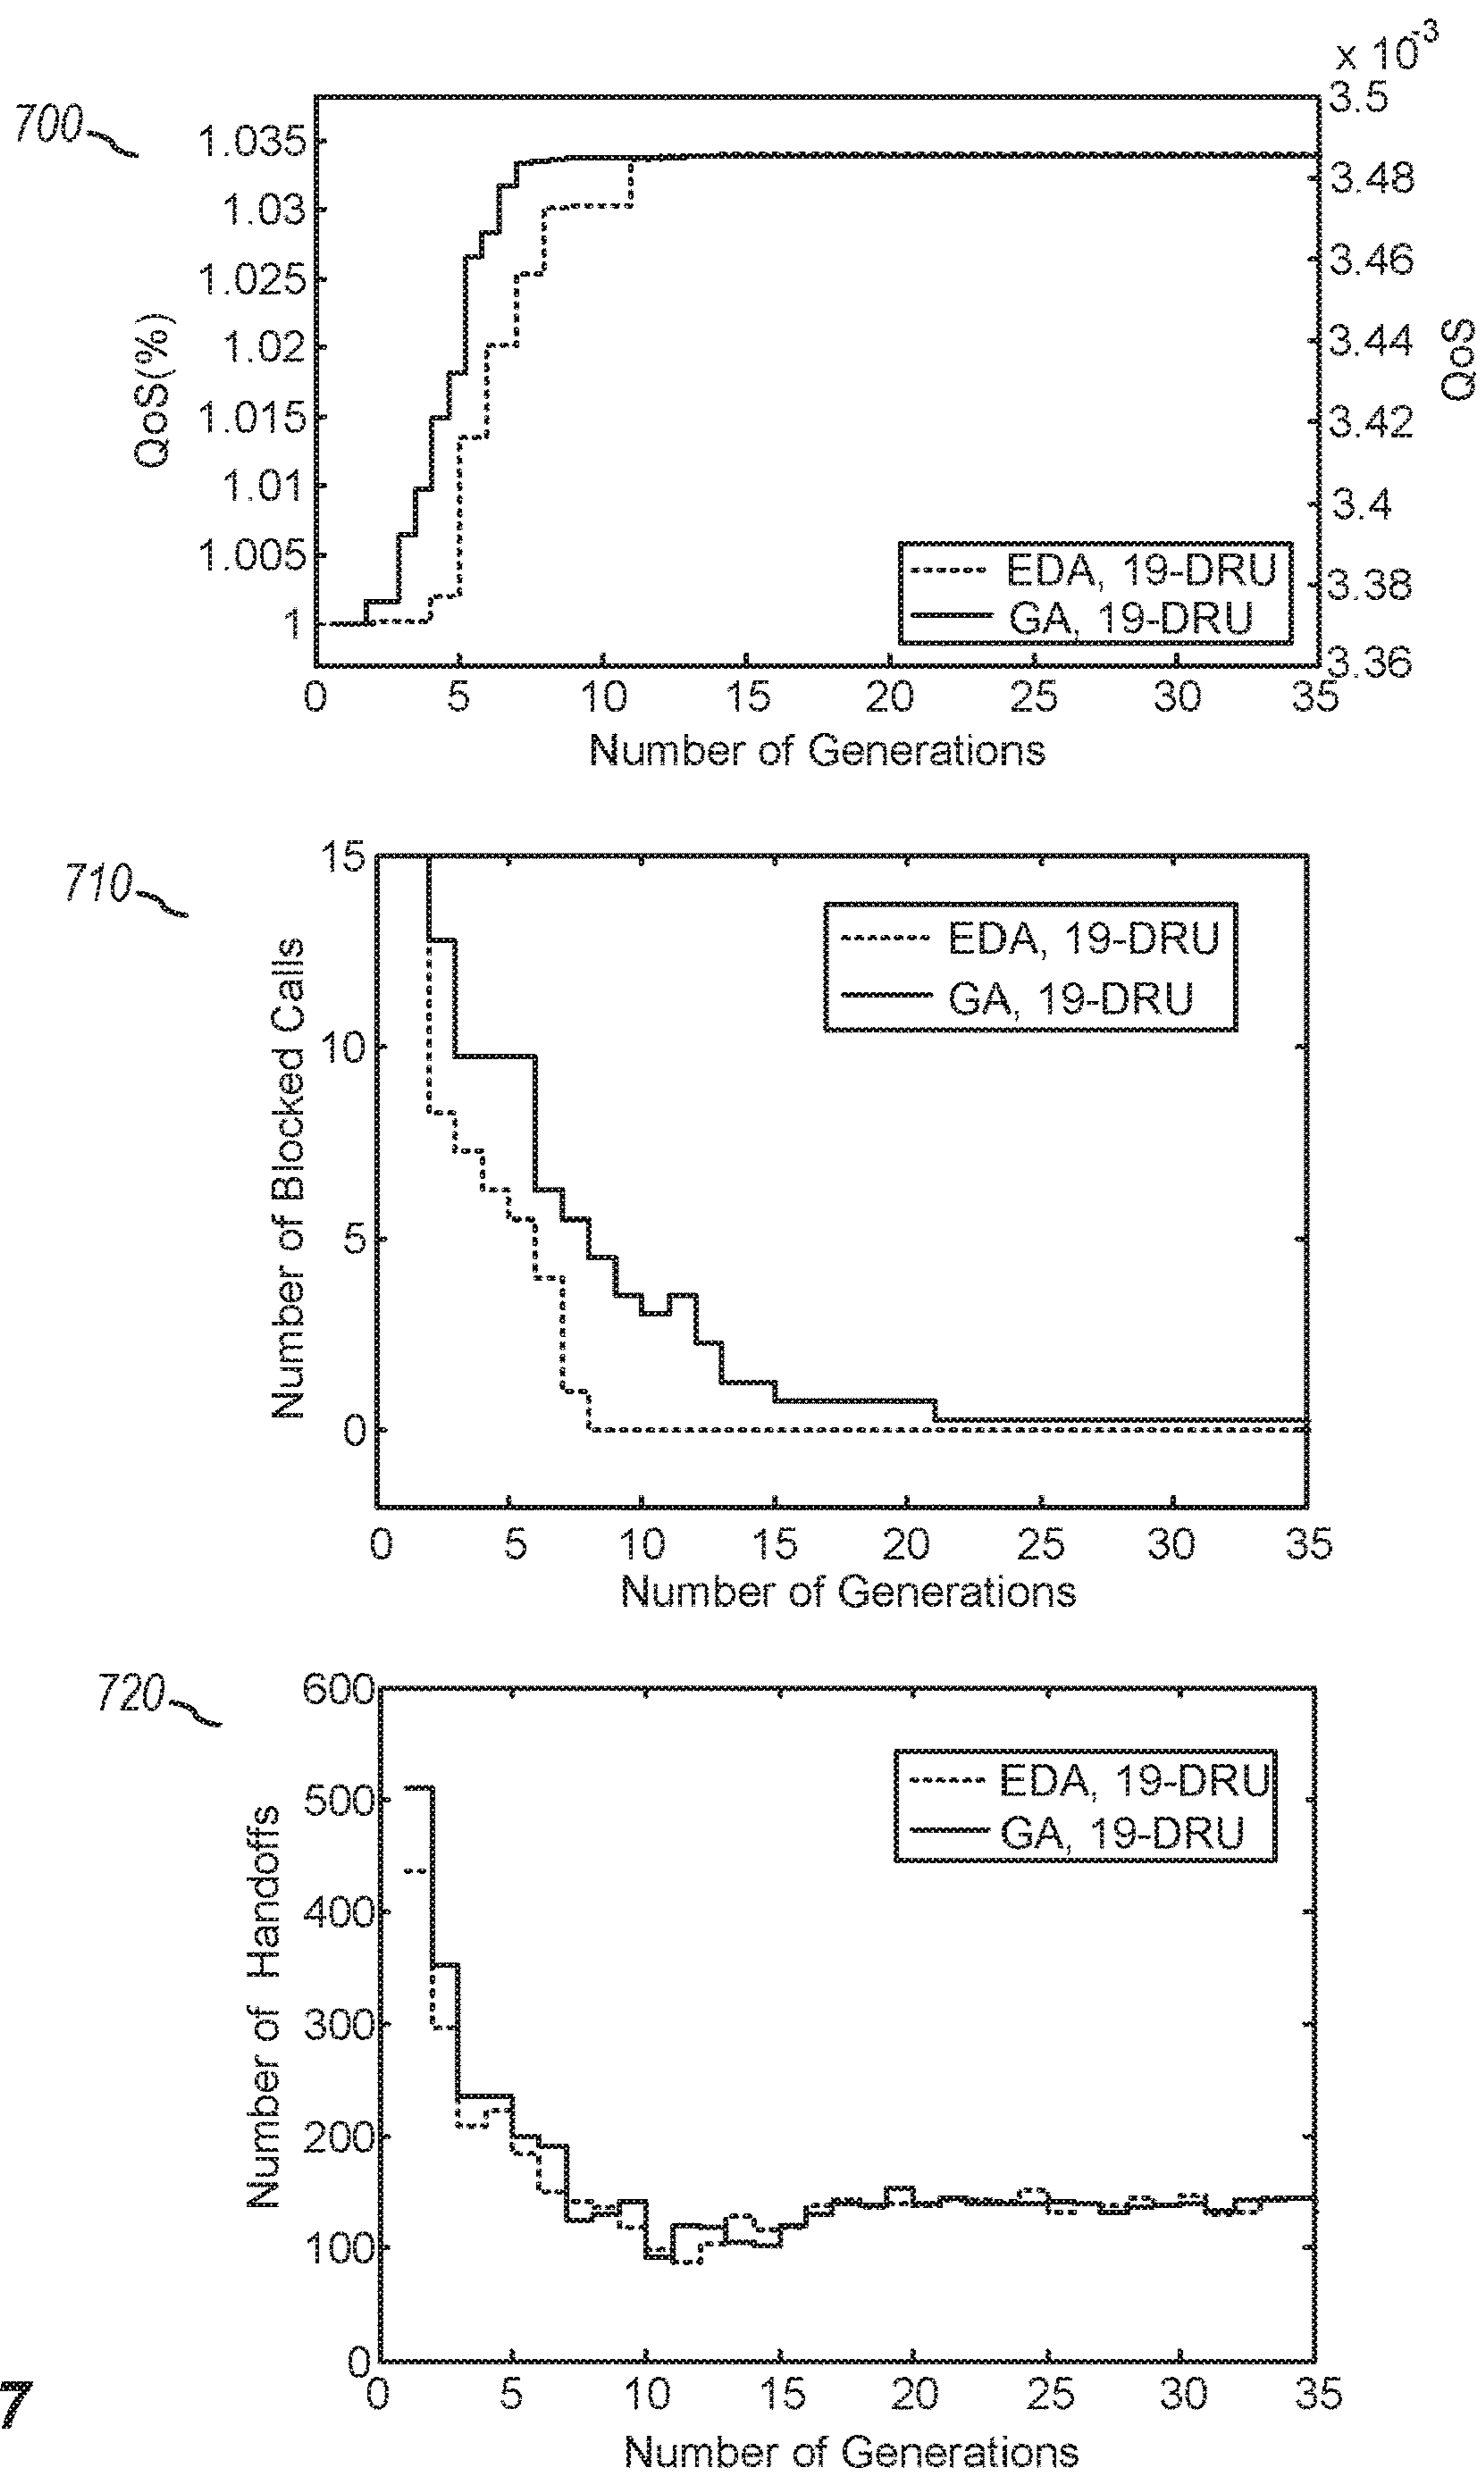 700
x 10-3
QoS(%)
1.035
1.03
1.025
1.02
1.015
1.01
1.005
1
3.5
3.48
3.46
3.44
3.42
3.4
3.38
3.36
QoS
EDA, 19-DRU
GA, 19-DRU
0 5 10 15 20 25 30 35
Number of Generations
710
Number of Blocked Calls
15
10
5
0
EDA, 19-DRU
GA, 19-DRU
0 5 10 15 20 25 30 35
Number of Generations
720
Number of Handoffs
600
500
400
300
200
100
0
EDA, 19-DRU
GA, 19-DRU
0 5 10 15 20 25 30 35
Number of Generations
7